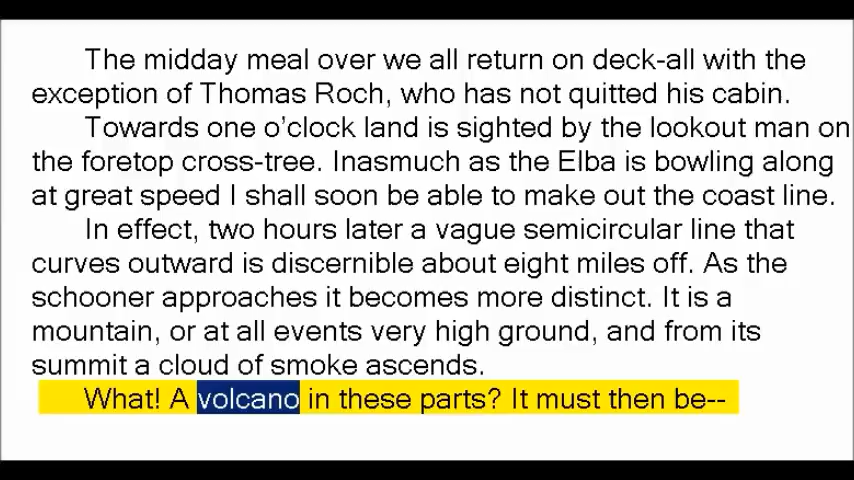 The midday meal over we all return on deck-all with the
exception of Thomas Roch, who has not quitted his cabin.
Towards one o'clock land is sighted by the lookout man on
the foretop cross-tree. Inasmuch as the Elba is bowling along
at great speed I shall soon be able to make out the coast line.
In effect, two hours later a vague semicircular line that
curves outward is discernible about eight miles off. As the
schooner approaches it becomes more distinct. It is a
mountain, or at all events very high ground, and from its
summit a cloud of smoke ascends.
What! A volcano in these parts? It must then be--